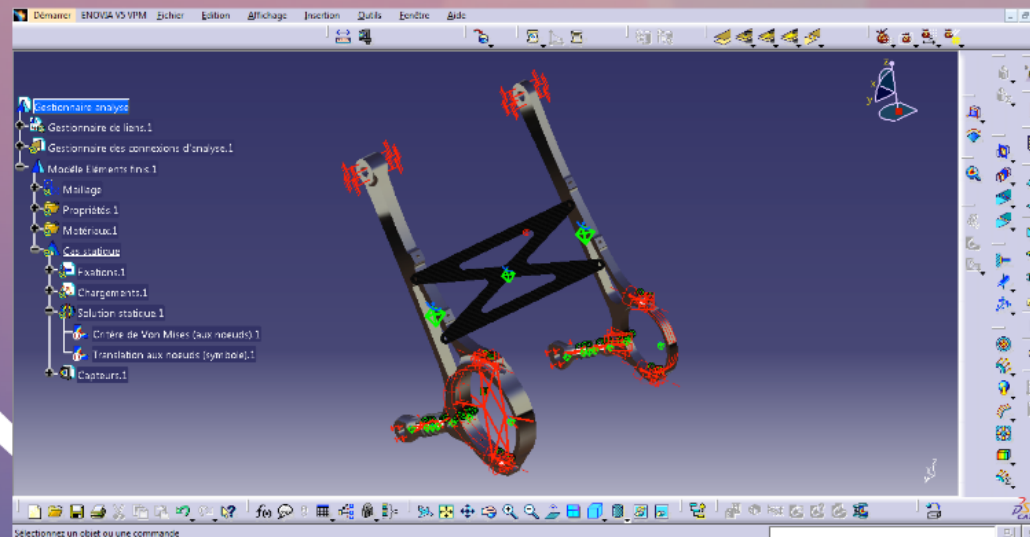 Démarrer ENOVIA V5 VPM Fichier Edition Affichage Insertion Outils Fenêtre Aide
Gestionnaire analyse
Gestionnaire de liens.1
Gestionnaire des connexions d'analyse.1
Modèle Eléments finis.1
Maillage
Propriétés.1
Matériaux.1
Cas statique
Fixations.1
Chargements.1
Solution statique.1
Critère de Von Mises (aux noeuds).1
Translation aux noeuds (symbole).1
Capteurs.1
z
x
y
f(x)
Sélectionnez un objet ou une commande